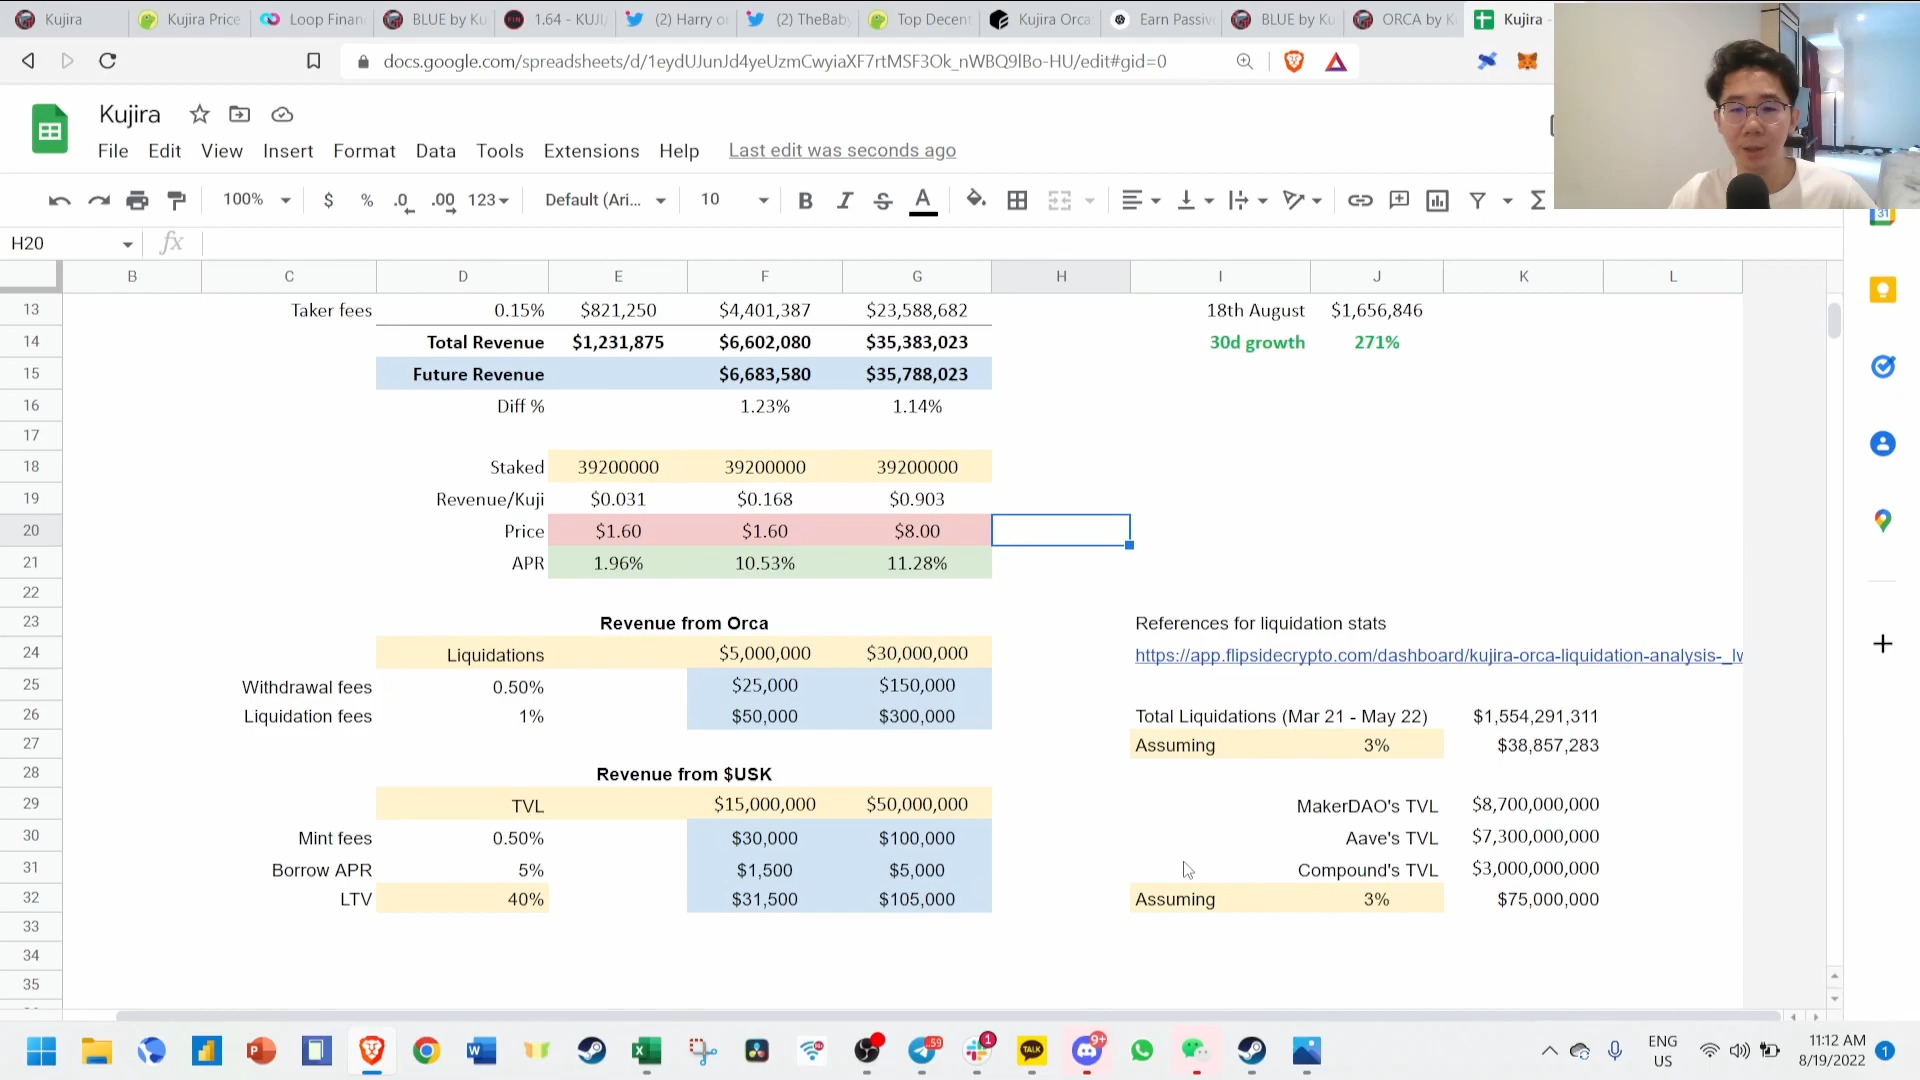 Kujira
Kujira Price
Loop Finan
BLUE by Ku
1.64 - KUJI
(2) Harry o
(2) TheBab
Top Decent
Kujira Orca
Earn Passiv
BLUE by Ku
ORCA by K
Kujira -
docs.google.com/spreadsheets/d/1eydUJunJd4yeUzmCwyiaXF7rtMSF3Ok_nWBQ9lBo-HU/edit#gid=0
Kujira
File Edit View Insert Format Data Tools Extensions Help Last edit was seconds ago
100% $ % .0 .00 123 Default (Ari... 10 B I S A Σ
31
H20 fx
B C D E F G H I J K L
13 Taker fees 0.15% $821,250 $4,401,387 $23,588,682 18th August $1,656,846
14 Total Revenue $1,231,875 $6,602,080 $35,383,023 30d growth 271%
15 Future Revenue $6,683,580 $35,788,023
16 Diff % 1.23% 1.14%
17
18 Staked 39200000 39200000 39200000
19 Revenue/Kuji $0.031 $0.168 $0.903
20 Price $1.60 $1.60 $8.00
21 APR 1.96% 10.53% 11.28%
22
23 Revenue from Orca References for liquidation stats
24 Liquidations $5,000,000 $30,000,000 https://app.flipsidecrypto.com/dashboard/kujira-orca-liquidation-analysis-_lw
25 Withdrawal fees 0.50% $25,000 $150,000
26 Liquidation fees 1% $50,000 $300,000 Total Liquidations (Mar 21 - May 22) $1,554,291,311
27 Assuming 3% $38,857,283
28 Revenue from $USK
29 TVL $15,000,000 $50,000,000 MakerDAO's TVL $8,700,000,000
30 Mint fees 0.50% $30,000 $100,000 Aave's TVL $7,300,000,000
31 Borrow APR 5% $1,500 $5,000 Compound's TVL $3,000,000,000
32 LTV 40% $31,500 $105,000 Assuming 3% $75,000,000
33
34
35
59
1
TALK
9+
ENG
US
11:12 AM
8/19/2022
1